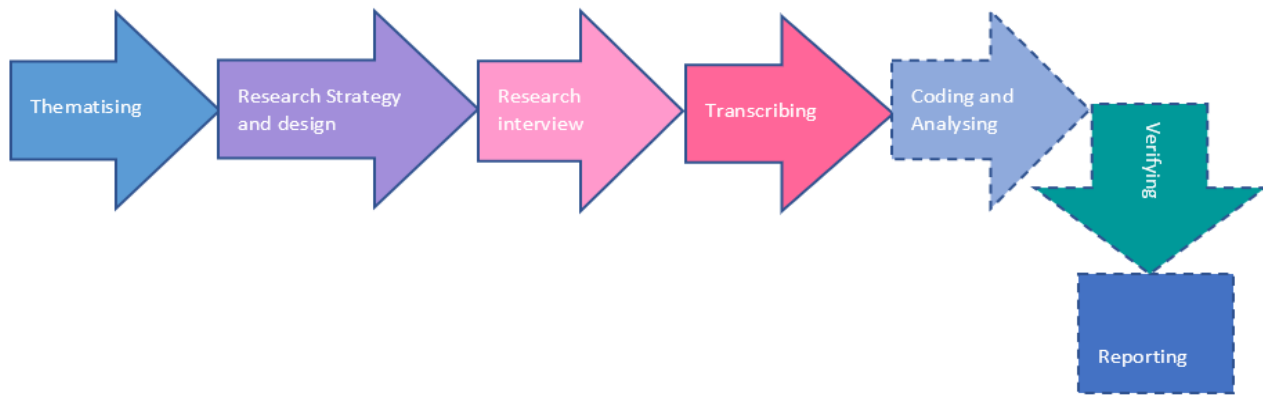 Thematising
Research Strategy
and design
Research
interview
Transcribing
Coding and
Analysing
Verifying
Reporting